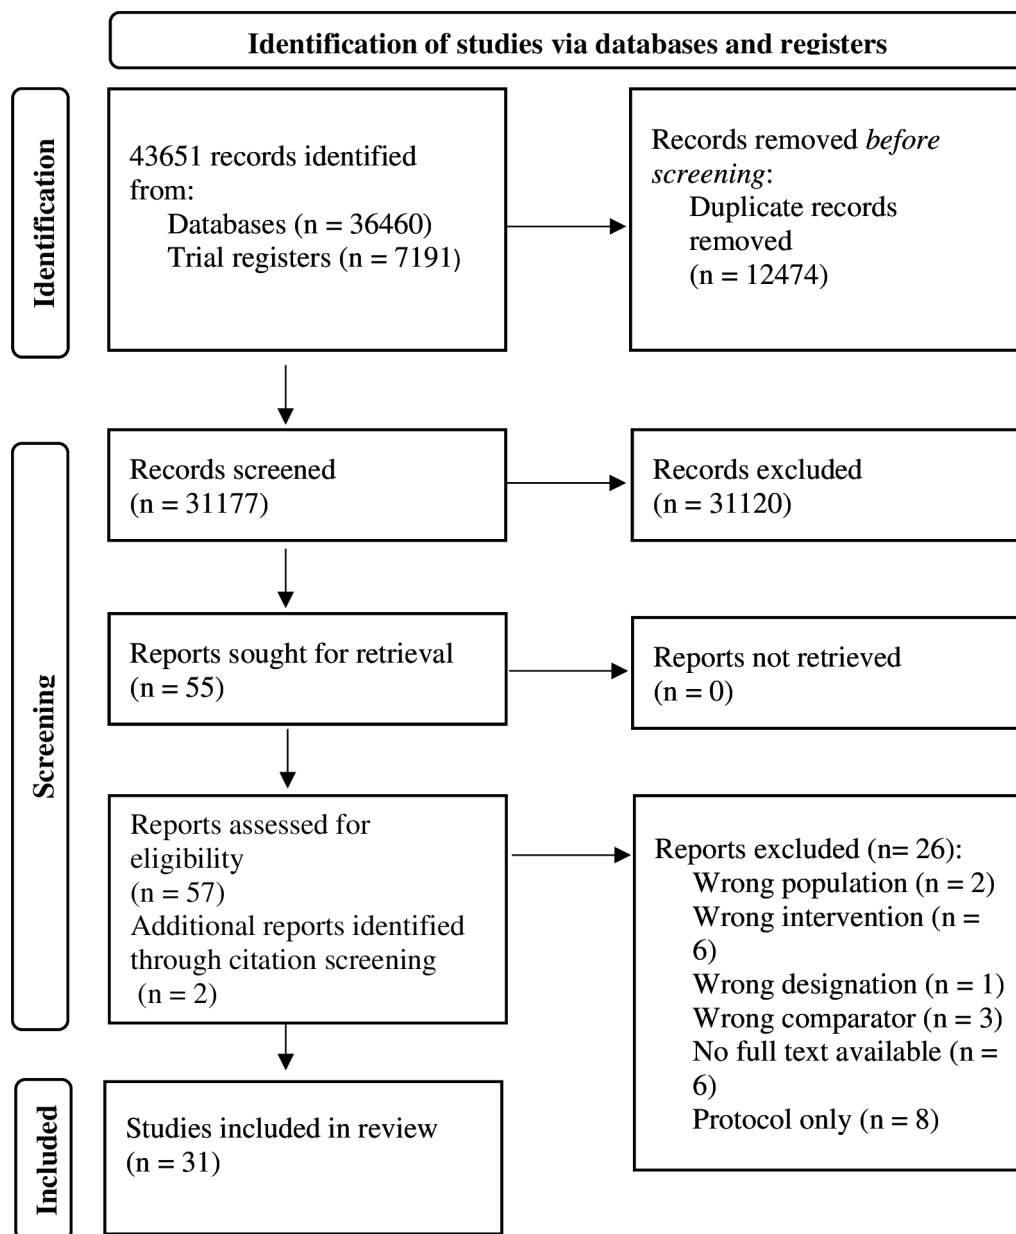 Identification of studies via databases and registers
Identification
43651 records identified
from:
Databases (n = 36460)
Trial registers (n = 7191)
Records removed before
screening:
Duplicate records
removed
(n = 12474)
Screening
Records screened
(n = 31177)
Records excluded
(n = 31120)
Reports sought for retrieval
(n = 55)
Reports not retrieved
(n = 0)
Reports assessed for
eligibility
(n = 57)
Additional reports identified
through citation screening
(n = 2)
Reports excluded (n= 26):
Wrong population (n = 2)
Wrong intervention (n =
6)
Wrong designation (n = 1)
Wrong comparator (n = 3)
No full text available (n =
6)
Protocol only (n = 8)
Included
Studies included in review
(n = 31)